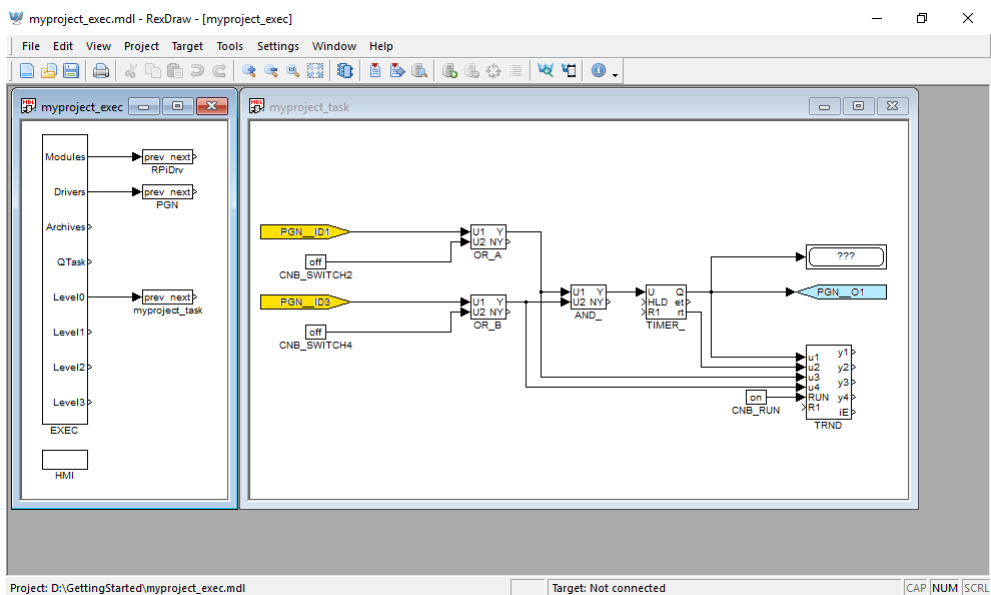 myproject_exec.mdl - RexDraw - [myproject_exec]
File Edit View Project Target Tools Settings Window Help
myproject_exec
Modules
prev next
RPiDrv
Drivers
prev next
PGN
Archives
QTask
Level0
prev next
myproject_task
Level1
Level2
Level3
EXEC
HMI
myproject_task
PGN__ID1
U1 Y
U2 NY
OR_A
off
CNB_SWITCH2
PGN__ID3
U1 Y
U2 NY
OR_B
off
CNB_SWITCH4
U1 Y
U2 NY
AND_
U Q
HLD et
R1 rt
TIMER_
???
PGN__O1
on
CNB_RUN
u1 y1
u2 y2
u3 y3
u4
RUN y4
R1 iE
TRND
Project: D:\GettingStarted\myproject_exec.mdl
Target: Not connected
CAP NUM SCRL